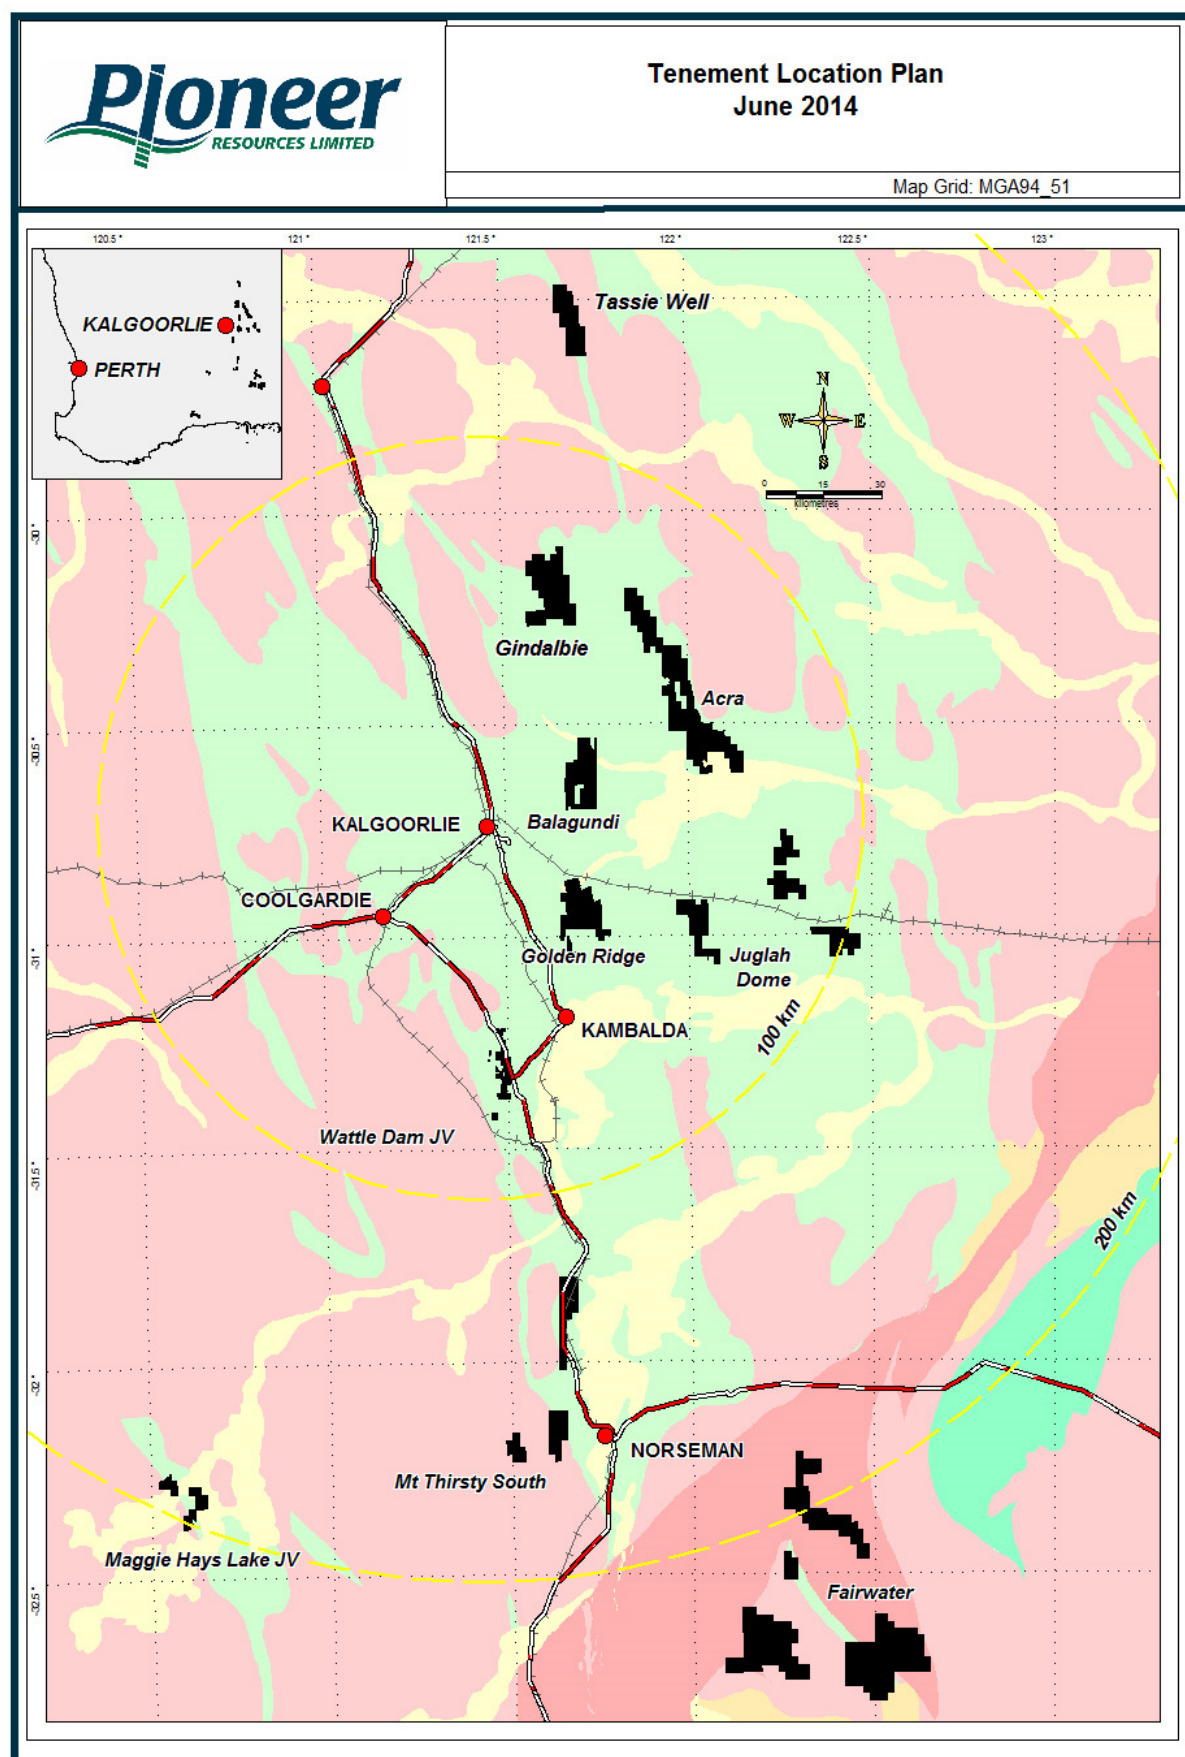 Pioneer
RESOURCES LIMITED
Tenement Location Plan
June 2014
Map Grid: MGA94_51
120.5 °
121 °
121.5 °
122 °
122.5 °
123 °
KALGOORLIE
PERTH
Tassie Well
N
W E
S
0 15 30
kilometres
-30 °
Gindalbie
Acra
-30.5 °
Balagundi
KALGOORLIE
COOLGARDIE
Golden Ridge
Juglah
Dome
-31 °
KAMBALDA
100 km
Wattle Dam JV
-31.5 °
200 km
-32 °
NORSEMAN
Mt Thirsty South
Maggie Hays Lake JV
Fairwater
-32.5 °